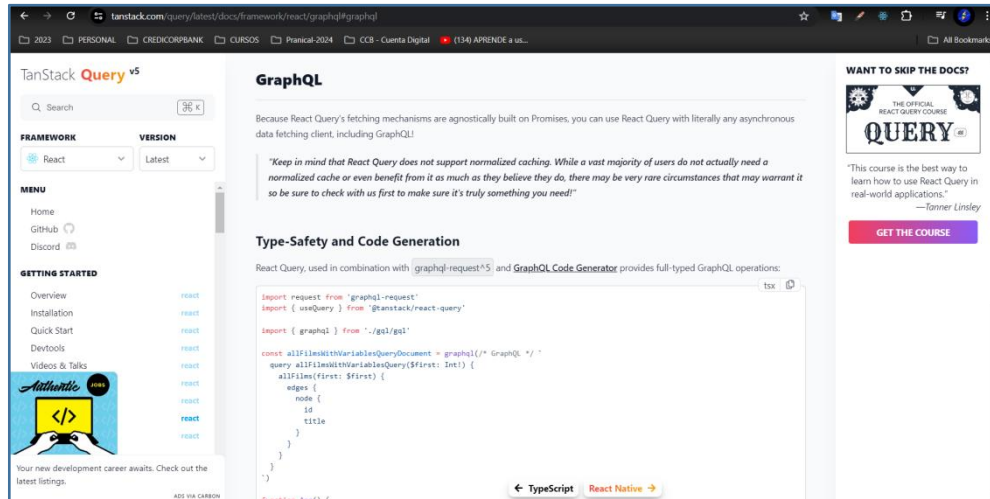 tanstack.com/query/latest/docs/framework/react/graphql#graphql
2023 PERSONAL CREDICORPBANK CURSOS Pranical-2024 CCB - Cuenta Digital (134) APRENDE a us... All Bookmarks
TanStack Query v5
Search ⌘ K
FRAMEWORK VERSION
React Latest
MENU
Home
GitHub
Discord
GETTING STARTED
Overview react
Installation react
Quick Start react
Devtools react
Videos & Talks react
react
react
react
react
Authentic JOBS
</>
Your new development career awaits. Check out the
latest listings.
ADS VIA CARBON
GraphQL
Because React Query's fetching mechanisms are agnostically built on Promises, you can use React Query with literally any asynchronous
data fetching client, including GraphQL!
"Keep in mind that React Query does not support normalized caching. While a vast majority of users do not actually need a
normalized cache or even benefit from it as much as they believe they do, there may be very rare circumstances that may warrant it
so be sure to check with us first to make sure it's truly something you need!"
Type-Safety and Code Generation
React Query, used in combination with graphql-request^5 and GraphQL Code Generator provides full-typed GraphQL operations:
tsx
import request from 'graphql-request'
import { useQuery } from '@tanstack/react-query'
import { graphql } from './gql/gql'
const allFilmsWithVariablesQueryDocument = graphql(/* GraphQL */ `
query allFilmsWithVariablesQuery($first: Int!) {
allFilms(first: $first) {
edges {
node {
id
title
}
}
}
}
`)
← TypeScript React Native →
WANT TO SKIP THE DOCS?
THE OFFICIAL
REACT QUERY COURSE
QUERY
"This course is the best way to
learn how to use React Query in
real-world applications."
—Tanner Linsley
GET THE COURSE